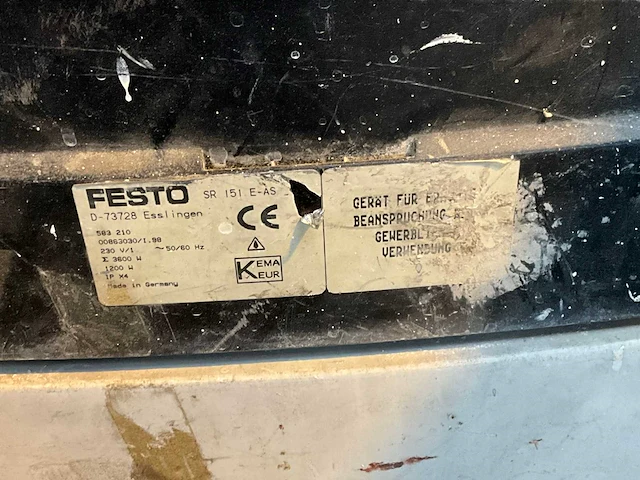 FESTO SR 151 E-AS
D-73728 Esslingen
583 210
00863030/1.98
230 V/1 ~50/60 Hz
Σ 3600 W
1200 W
IP X4
Made in Germany
CE
KEMA
KEUR
GERÄT FÜR
BEANSPRUCHUNG
VERWENDUNG